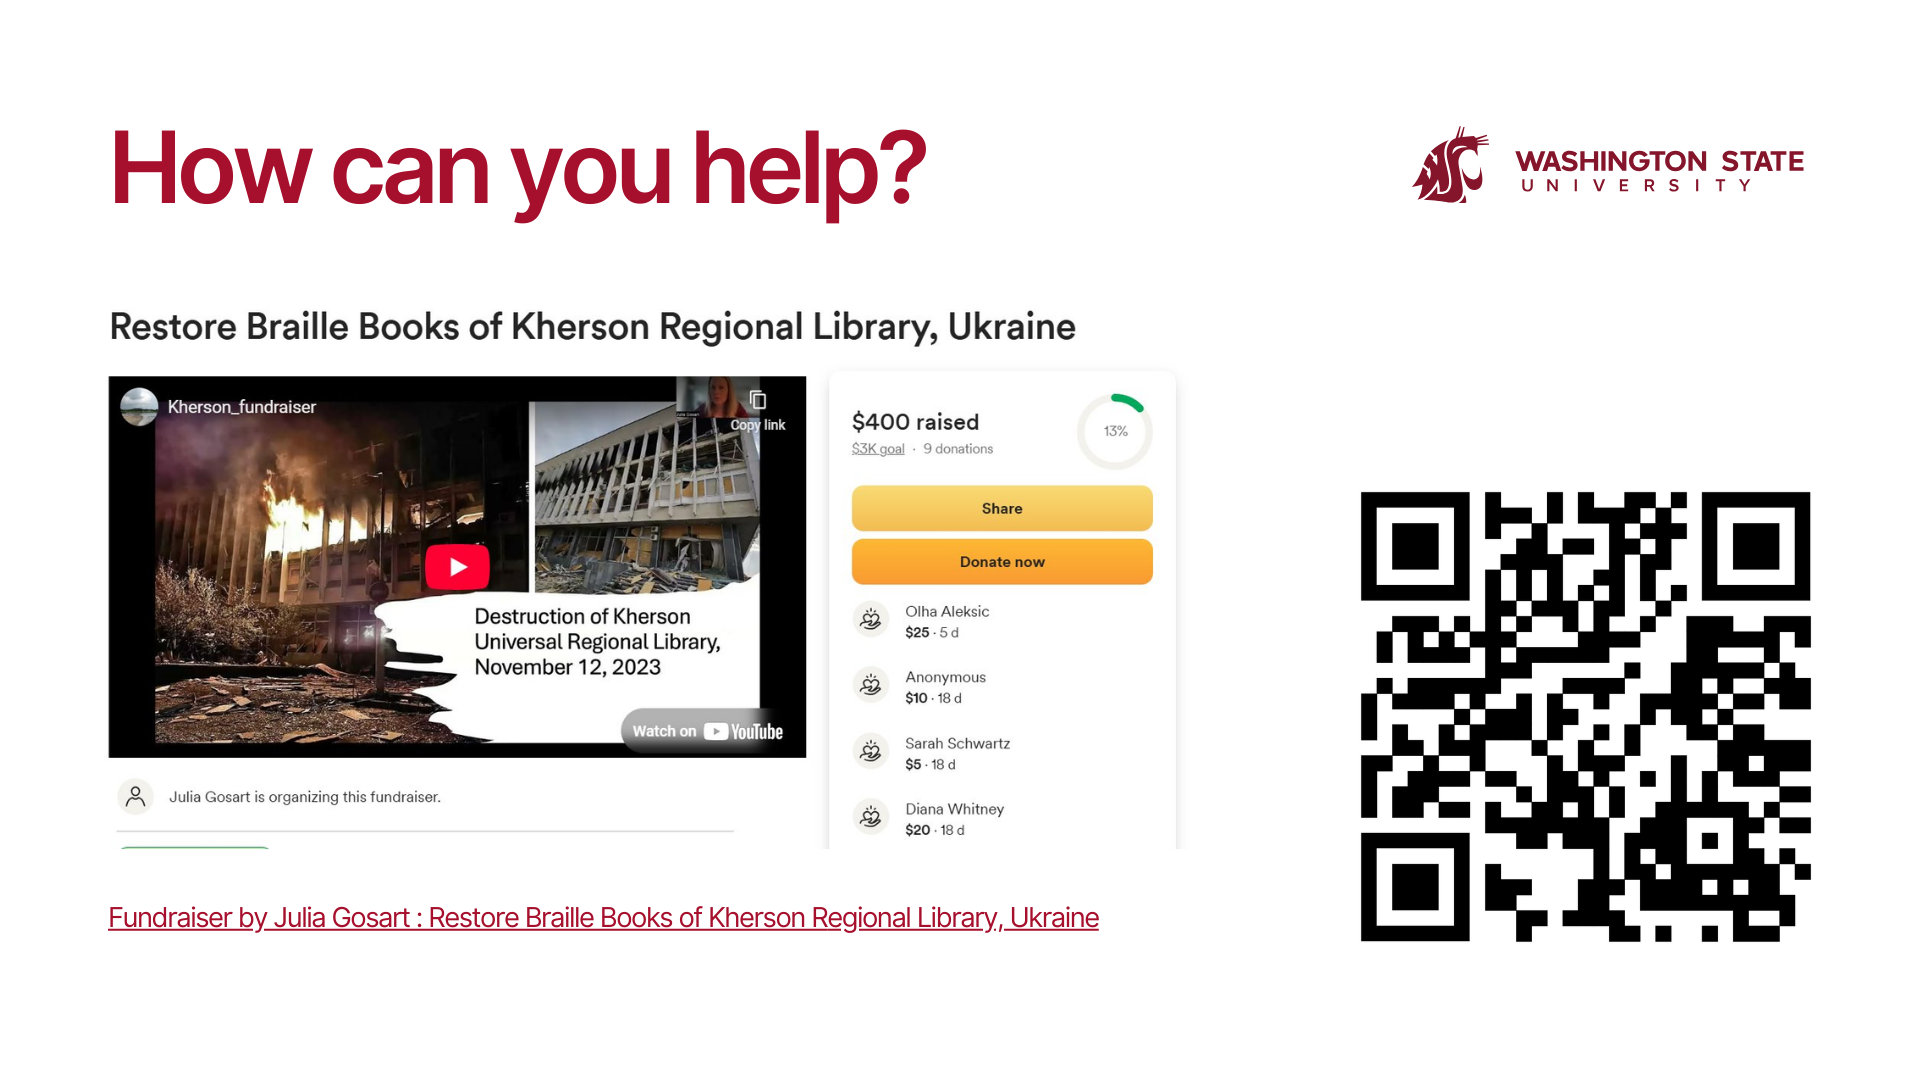 How can you help?
WASHINGTON STATE
UNIVERSITY
Restore Braille Books of Kherson Regional Library, Ukraine
Kherson_fundraiser
Copy link
Destruction of Kherson
Universal Regional Library,
November 12, 2023
Watch on YouTube
Julia Gosart is organizing this fundraiser.
$400 raised
$3K goal · 9 donations
13%
Share
Donate now
Olha Aleksic
$25 · 5 d
Anonymous
$10 · 18 d
Sarah Schwartz
$5 · 18 d
Diana Whitney
$20 · 18 d
Fundraiser by Julia Gosart : Restore Braille Books of Kherson Regional Library, Ukraine